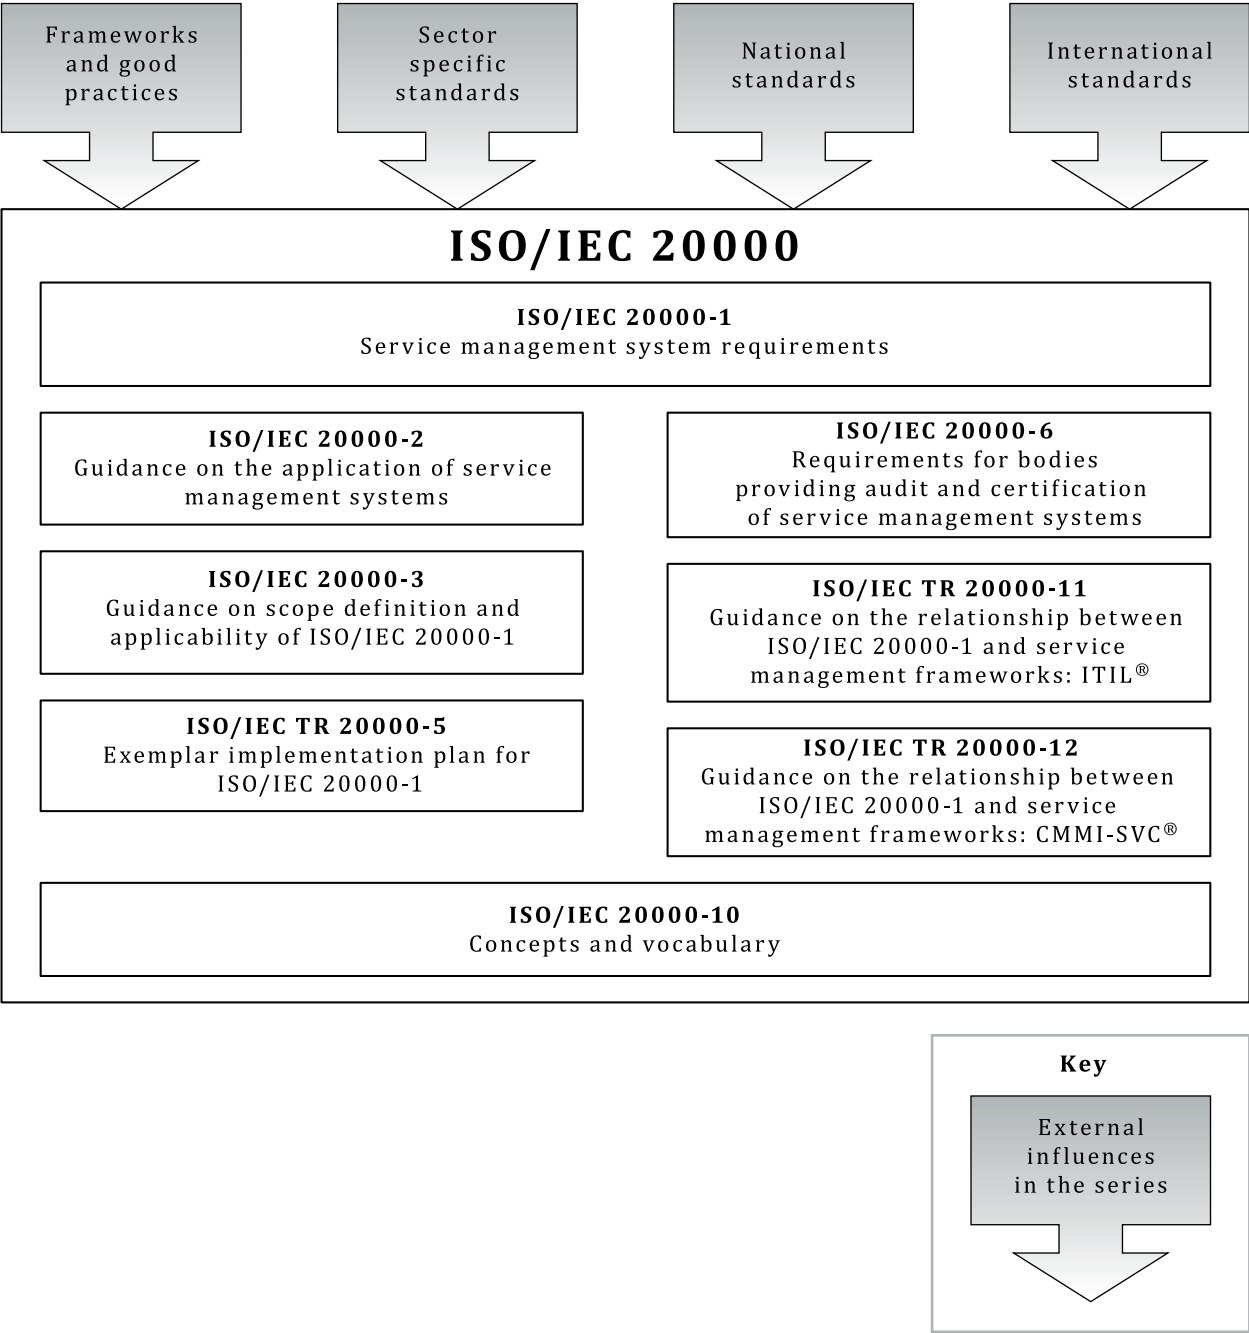 Frameworks
and good
practices
Sector
specific
standards
National
standards
International
standards
ISO/IEC 20000
ISO/IEC 20000-1
Service management system requirements
ISO/IEC 20000-2
Guidance on the application of service
management systems
ISO/IEC 20000-3
Guidance on scope definition and
applicability of ISO/IEC 20000-1
ISO/IEC TR 20000-5
Exemplar implementation plan for
ISO/IEC 20000-1
ISO/IEC 20000-6
Requirements for bodies
providing audit and certification
of service management systems
ISO/IEC TR 20000-11
Guidance on the relationship between
ISO/IEC 20000-1 and service
management frameworks: ITIL®
ISO/IEC TR 20000-12
Guidance on the relationship between
ISO/IEC 20000-1 and service
management frameworks: CMMI-SVC®
ISO/IEC 20000-10
Concepts and vocabulary
Key
External
influences
in the series